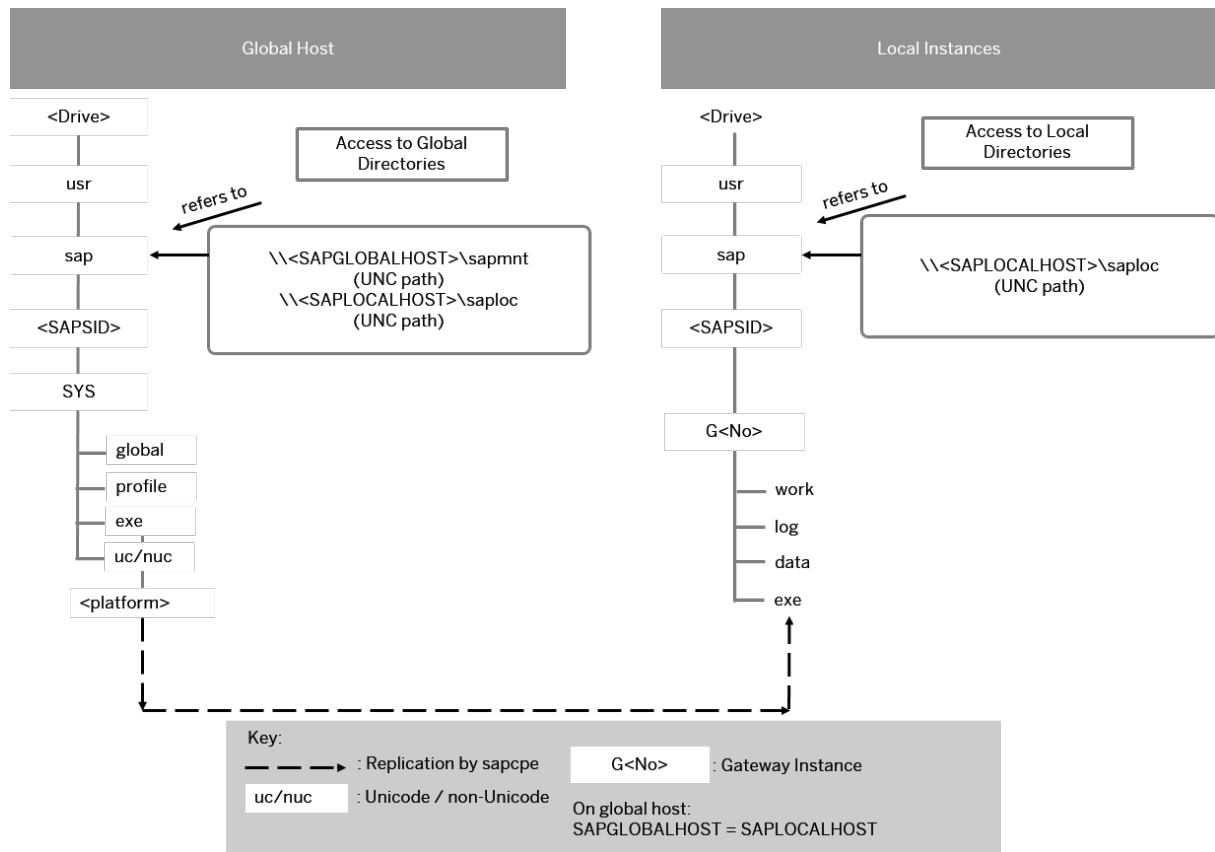 Global Host
Local Instances
<Drive>
Access to Global
Directories
usr
refers to
sap
\\<SAPGLOBALHOST>\sapmnt
(UNC path)
\\<SAPLOCALHOST>\saploc
(UNC path)
<SAPSID>
SYS
global
profile
exe
uc/nuc
<platform>
<Drive>
Access to Local
Directories
usr
refers to
sap
\\<SAPLOCALHOST>\saploc
(UNC path)
<SAPSID>
G<No>
work
log
data
exe
Key:
: Replication by sapcpe
G<No> : Gateway Instance
uc/nuc : Unicode / non-Unicode
On global host:
SAPGLOBALHOST = SAPLOCALHOST